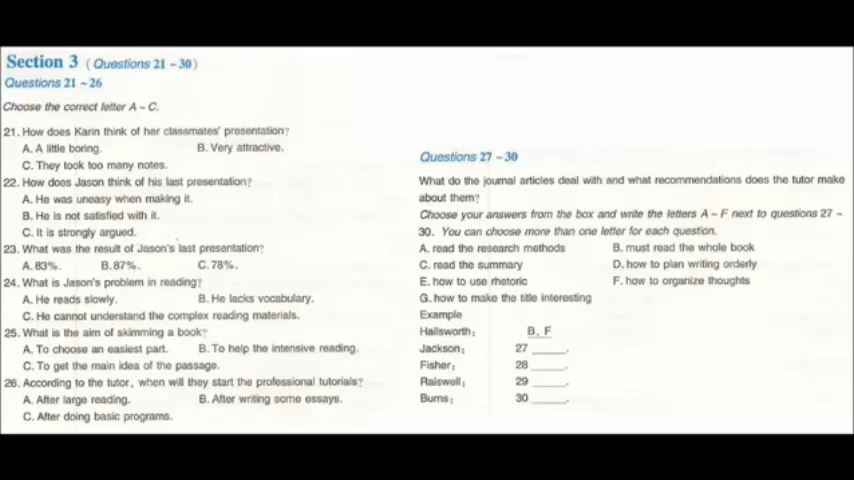 Section 3 ( Questions 21 ~ 30 )
Questions 21 ~ 26
Choose the correct letter A ~ C.
21. How does Karin think of her classmates' presentation?
A. A little boring. B. Very attractive.
C. They took too many notes.
22. How does Jason think of his last presentation?
A. He was uneasy when making it.
B. He is not satisfied with it.
C. It is strongly argued.
23. What was the result of Jason's last presentation?
A. 83%. B. 87%. C. 78%.
24. What is Jason's problem in reading?
A. He reads slowly. B. He lacks vocabulary.
C. He cannot understand the complex reading materials.
25. What is the aim of skimming a book?
A. To choose an easiest part. B. To help the intensive reading.
C. To get the main idea of the passage.
26. According to the tutor, when will they start the professional tutorials?
A. After large reading. B. After writing some essays.
C. After doing basic programs.
Questions 27 ~ 30
What do the journal articles deal with and what recommendations does the tutor make
about them?
Choose your answers from the box and write the letters A ~ F next to questions 27 ~
30. You can choose more than one letter for each question.
A. read the research methods B. must read the whole book
C. read the summary D. how to plan writing orderly
E. how to use rhetoric F. how to organize thoughts
G. how to make the title interesting
Example
Hallsworth: B, F
Jackson: 27 _____.
Fisher: 28 _____.
Raiswell: 29 _____.
Burns: 30 _____.